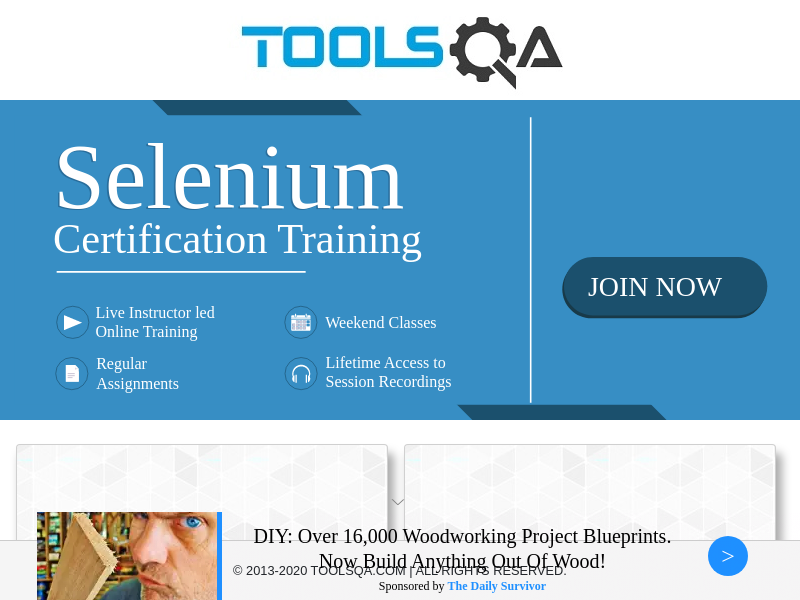 TOOLSQA
Selenium
Certification Training
JOIN NOW
Live Instructor led
Online Training
Weekend Classes
Regular
Assignments
Lifetime Access to
Session Recordings
DIY: Over 16,000 Woodworking Project Blueprints.
Now Build Anything Out Of Wood!
© 2013-2020 TOOLSQA.COM | ALL RIGHTS RESERVED.
Sponsored by The Daily Survivor